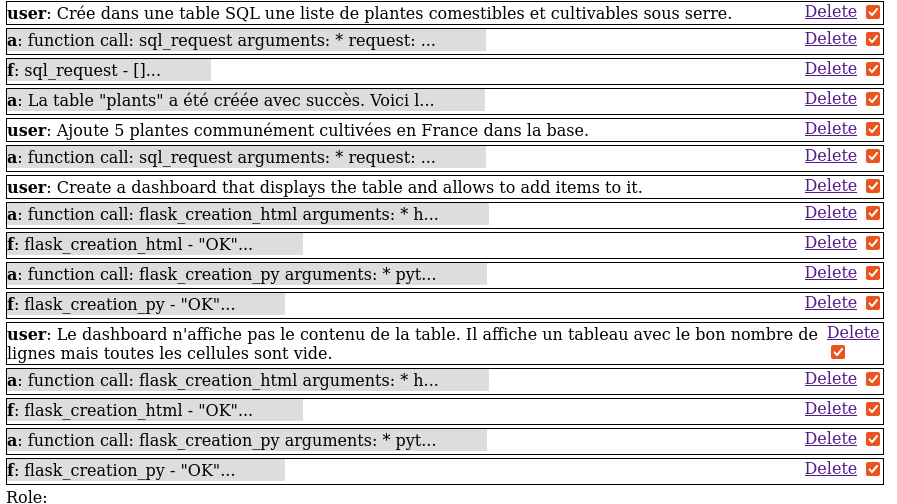 user: Crée dans une table SQL une liste de plantes comestibles et cultivables sous serre. Delete
a: function call: sql_request arguments: * request: ... Delete
f: sql_request - []... Delete
a: La table "plants" a été créée avec succès. Voici l... Delete
user: Ajoute 5 plantes communément cultivées en France dans la base. Delete
a: function call: sql_request arguments: * request: ... Delete
user: Create a dashboard that displays the table and allows to add items to it. Delete
a: function call: flask_creation_html arguments: * h... Delete
f: flask_creation_html - "OK"... Delete
a: function call: flask_creation_py arguments: * pyt... Delete
f: flask_creation_py - "OK"... Delete
user: Le dashboard n'affiche pas le contenu de la table. Il affiche un tableau avec le bon nombre de Delete
lignes mais toutes les cellules sont vide.
a: function call: flask_creation_html arguments: * h... Delete
f: flask_creation_html - "OK"... Delete
a: function call: flask_creation_py arguments: * pyt... Delete
f: flask_creation_py - "OK"... Delete
Role: